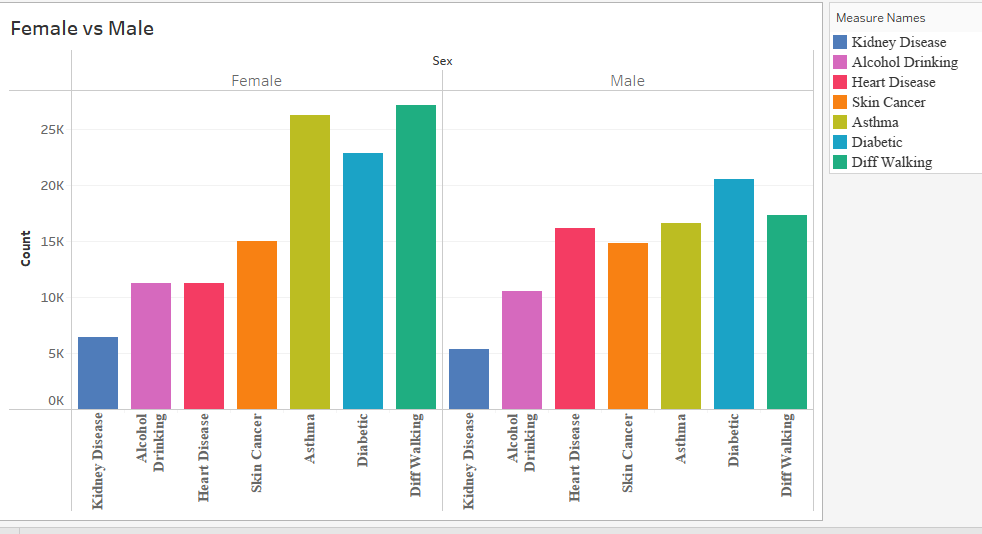 Female vs Male
Sex
Female
Male
Count
25K
20K
15K
10K
5K
0K
Kidney Disease
Alcohol
Drinking
Heart Disease
Skin Cancer
Asthma
Diabetic
Diff Walking
Kidney Disease
Alcohol
Drinking
Heart Disease
Skin Cancer
Asthma
Diabetic
Diff Walking
Measure Names
Kidney Disease
Alcohol Drinking
Heart Disease
Skin Cancer
Asthma
Diabetic
Diff Walking